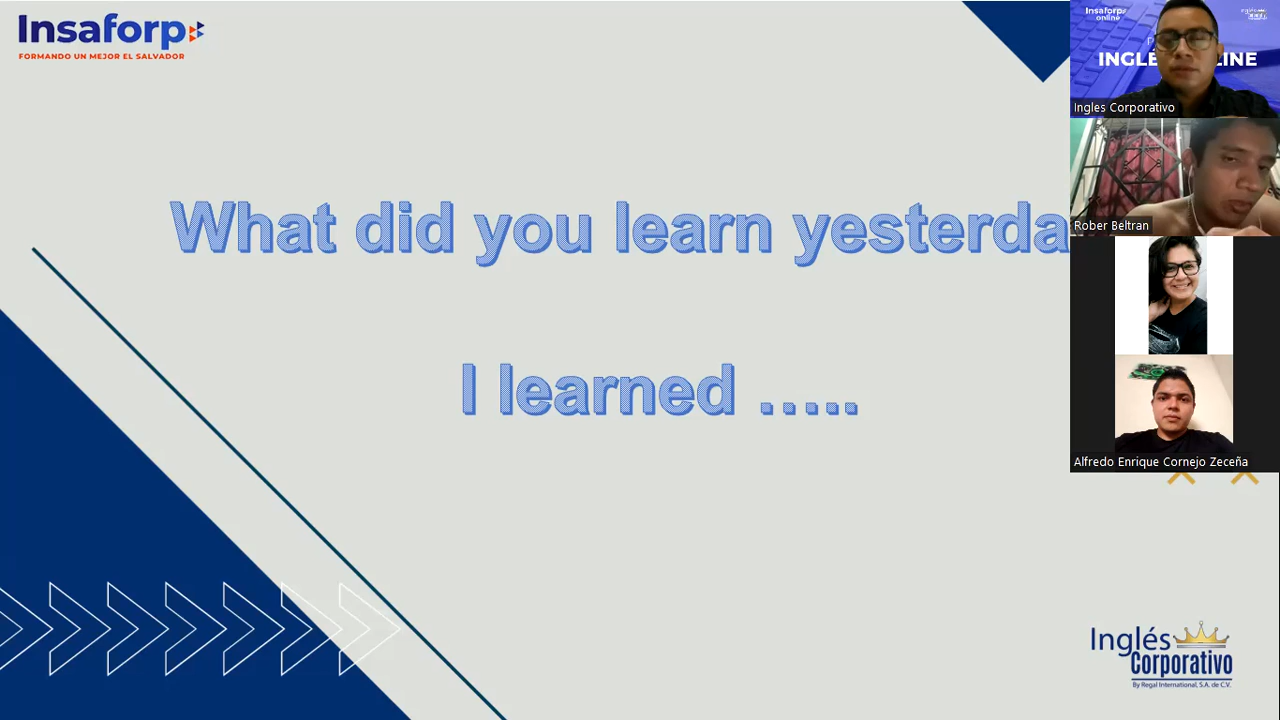 Insaforp
FORMANDO UN MEJOR EL SALVADOR
What did you learn yesterda
I learned .....
Insaforp
online
INGLÉ LINE
Ingles Corporativo
Rober Beltran
Alfredo Enrique Cornejo Zeceña
Inglés
Corporativo
By Regal International, S.A. de C.V.